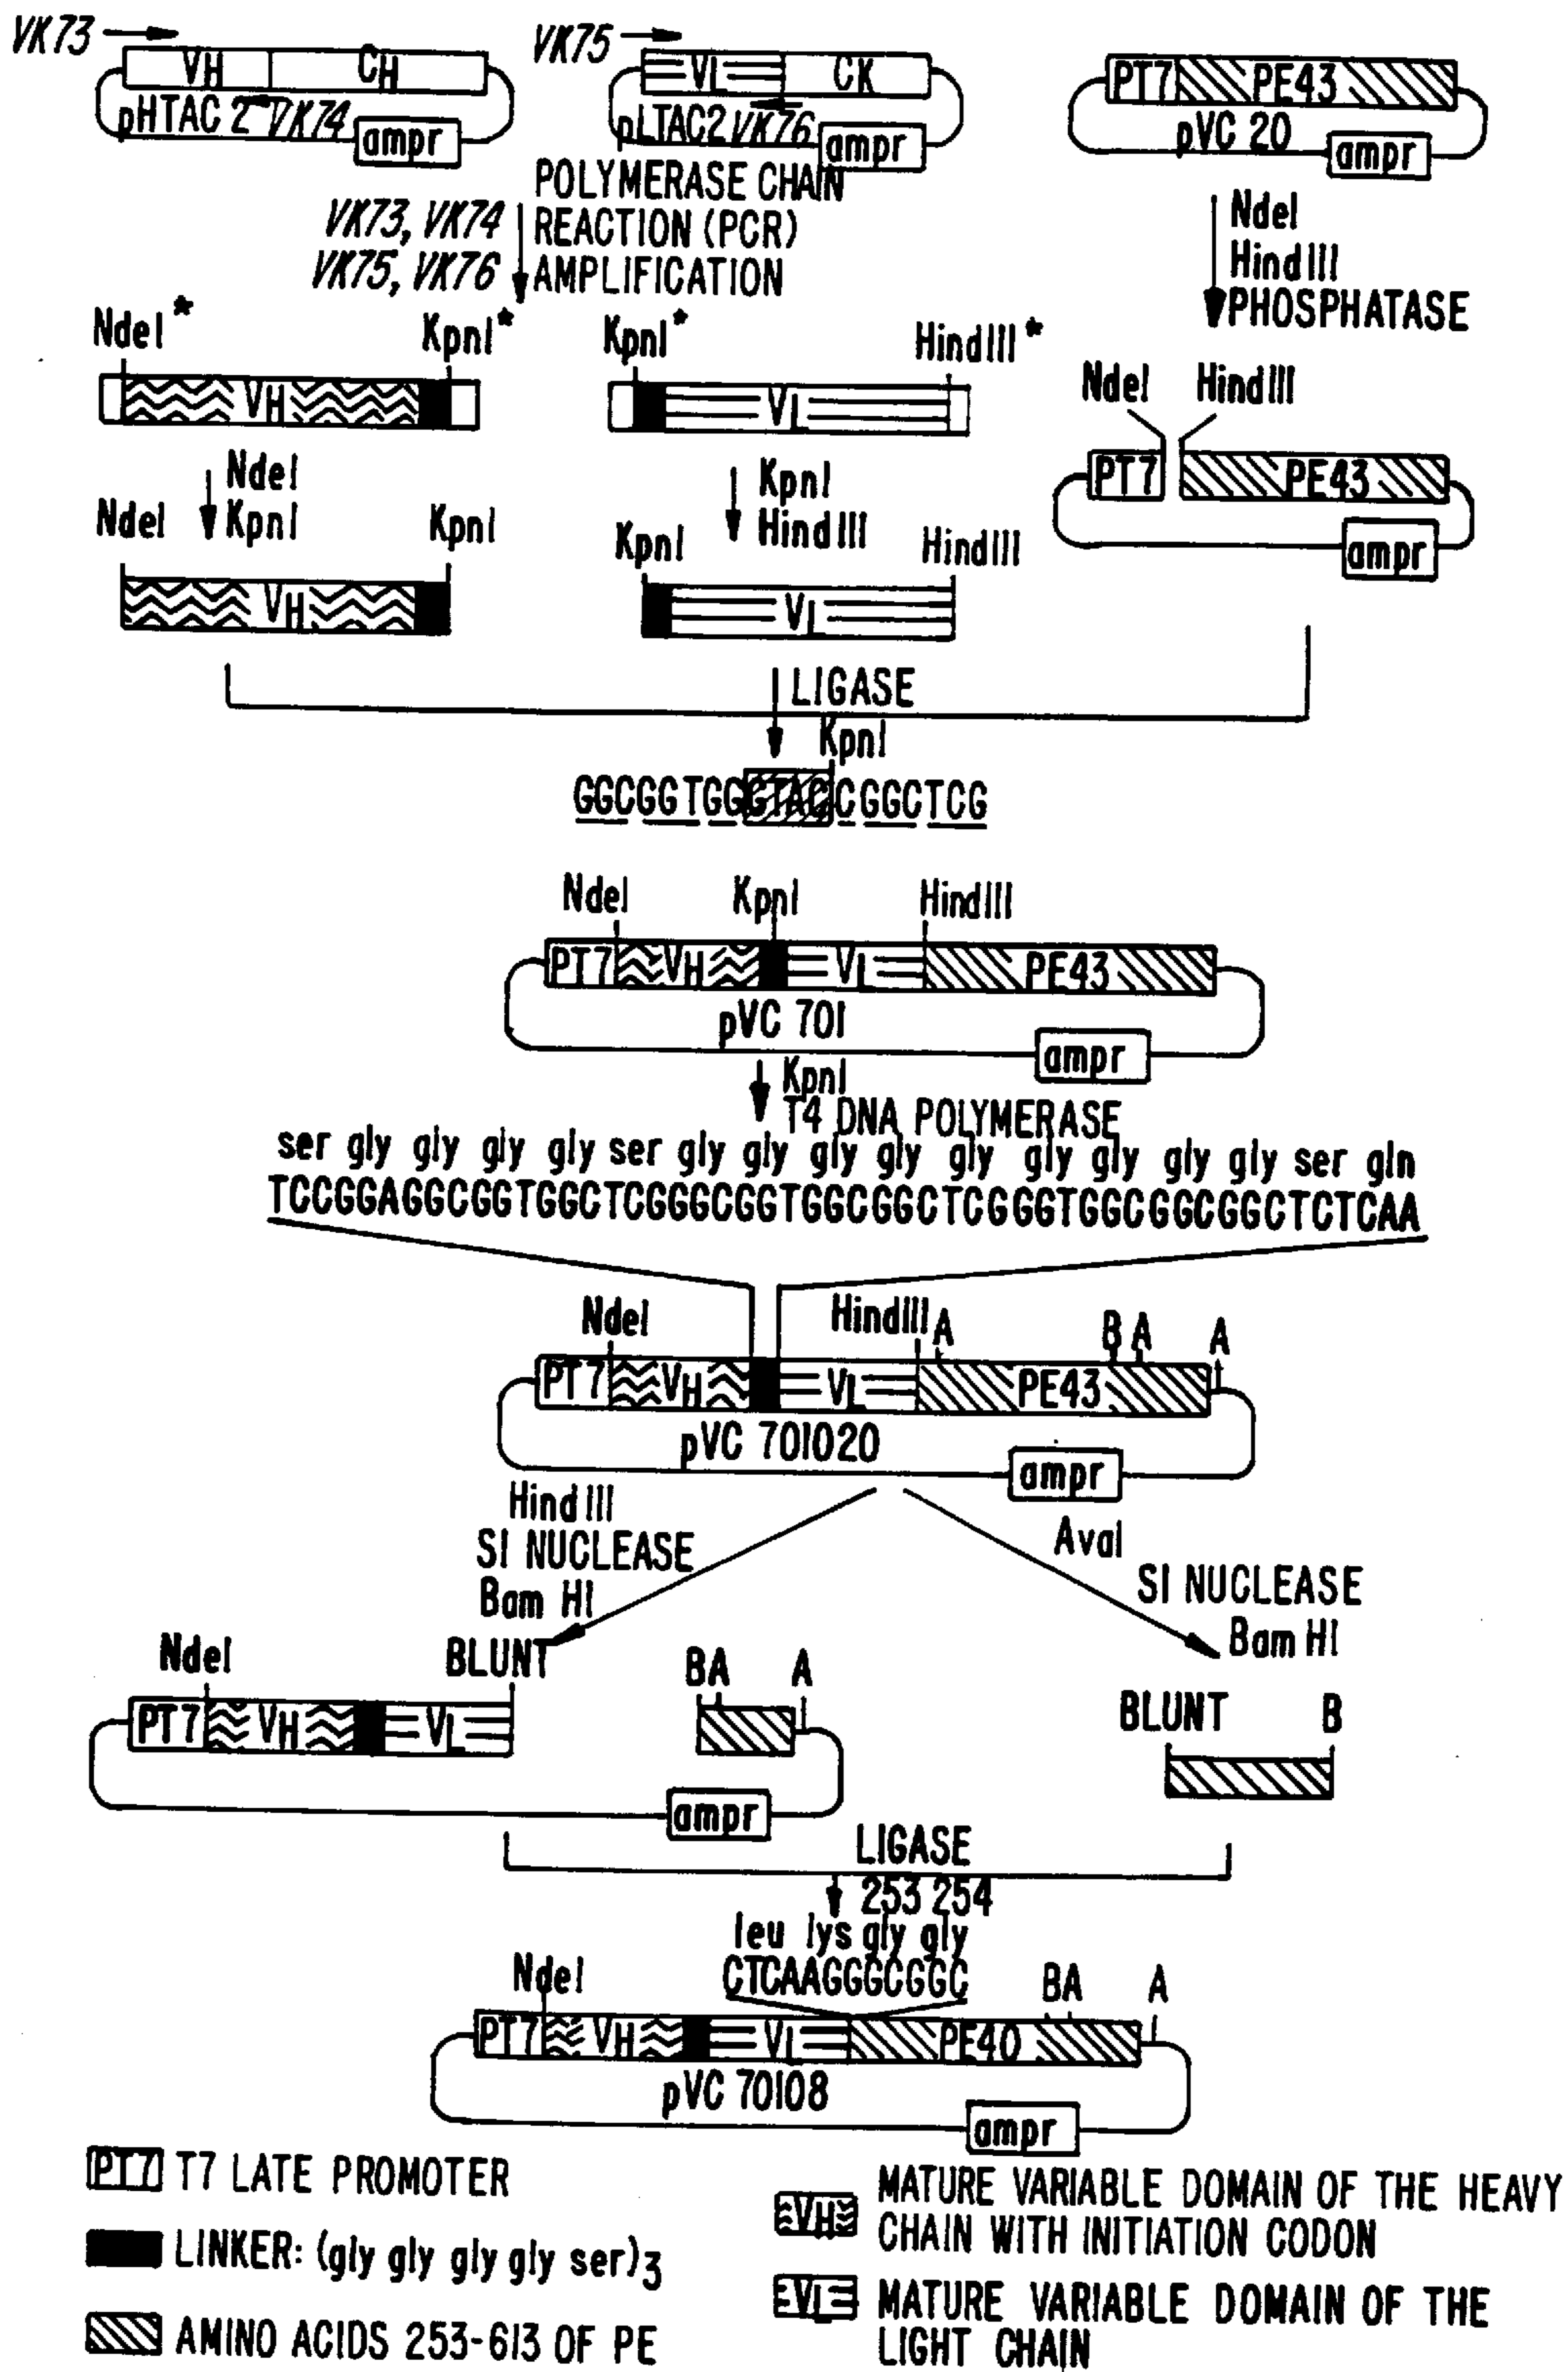 VK73
VH
CH
pHTAC 2
VK74
ampr
VK75
VL
CK
pLTAC2
VK76
ampr
PT7
PE43
pVC 20
ampr
VK73, VK74
VK75, VK76
POLYMERASE CHAIN
REACTION (PCR)
AMPLIFICATION
NdeI
HindIII
PHOSPHATASE
NdeI*
KpnI*
VH
KpnI*
HindIII*
VL
NdeI
HindIII
PT7
PE43
ampr
NdeI
KpnI
KpnI
HindIII
NdeI
KpnI
VH
KpnI
HindIII
VL
LIGASE
KpnI
GGCGGTGGGTACCGGCTCG
NdeI
KpnI
HindIII
PT7
VH
VL
PE43
pVC 701
ampr
KpnI
T4 DNA POLYMERASE
ser gly gly gly gly ser gly gly gly gly gly gly gly gly gly ser gln
TCCGGAGGCGGTGGCTCGGGCGGTGGCGGCTCGGGTGGCGGCGGCTCTCAA
NdeI
HindIII
A
B
A
A
PT7
VH
VL
PE43
pVC 701020
ampr
Hind III
SI NUCLEASE
Bam HI
AvaI
SI NUCLEASE
Bam HI
NdeI
BLUNT
BA
A
PT7
VH
VL
ampr
BLUNT
B
LIGASE
253 254
leu lys gly gly
CTCAAGGGCGGC
NdeI
BA
A
PT7
VH
VL
PE40
pVC 70108
ampr
PT7 T7 LATE PROMOTER
LINKER: (gly gly gly gly ser)3
AMINO ACIDS 253-613 OF PE
VH MATURE VARIABLE DOMAIN OF THE HEAVY
CHAIN WITH INITIATION CODON
VL MATURE VARIABLE DOMAIN OF THE
LIGHT CHAIN